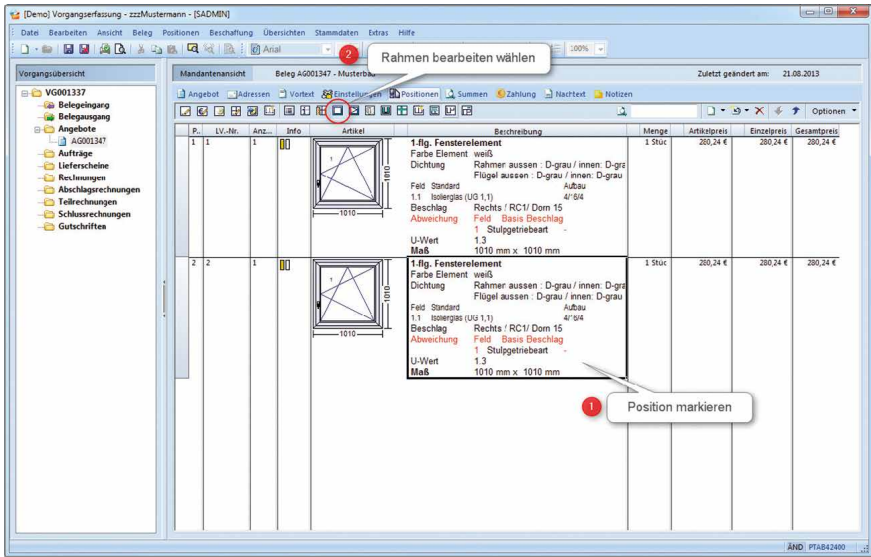 [Demo] Vorgangserfassung - zzzMustermann - [SADMIN]
Datei Bearbeiten Ansicht Beleg Positionen Beschaffung Übersichten Stammdaten Extras Hilfe
Arial 100%
2 Rahmen bearbeiten wählen
Vorgangsübersicht
Mandantenansicht Beleg AG001347 - Musterbau Zuletzt geändert am: 21.08.2013
Angebot Adressen Vortext Einstellungen Positionen Summen Zahlung Nachtext Notizen
Optionen
VG001337
Belegeingang
Belegausgang
Angebote
AG001347
Aufträge
Lieferscheine
Rechnungen
Abschlagsrechnungen
Teilrechnungen
Schlussrechnungen
Gutschriften
P.. LV.-Nr. Anz... Info Artikel Beschreibung Menge Artikelpreis Einzelpreis Gesamtpreis
1 1 1 1-flg. Fensterelement 1 Stüc 280,24 € 280,24 € 280,24 €
Farbe Element weiß
Dichtung Rahmen aussen : D-grau / innen: D-gra
Flügel aussen : D-grau / innen: D-grau
Feld Standard Aufbau
1.1 Isolierglas (UG 1,1) 4/16/4
Beschlag Rechts / RC1/ Dorn 15
Abweichung Feld Basis Beschlag
1 Stulpgetriebeart -
U-Wert 1.3
Maß 1010 mm x 1010 mm
1
1010
1010
2 2 1 1-flg. Fensterelement 1 Stüc 280,24 € 280,24 € 280,24 €
Farbe Element weiß
Dichtung Rahmen aussen : D-grau / innen: D-gra
Flügel aussen : D-grau / innen: D-grau
Feld Standard Aufbau
1.1 Isolierglas (UG 1,1) 4/16/4
Beschlag Rechts / RC1/ Dorn 15
Abweichung Feld Basis Beschlag
1 Stulpgetriebeart -
U-Wert 1.3
Maß 1010 mm x 1010 mm
1
1010
1010
1 Position markieren
ÄND PTAB42400